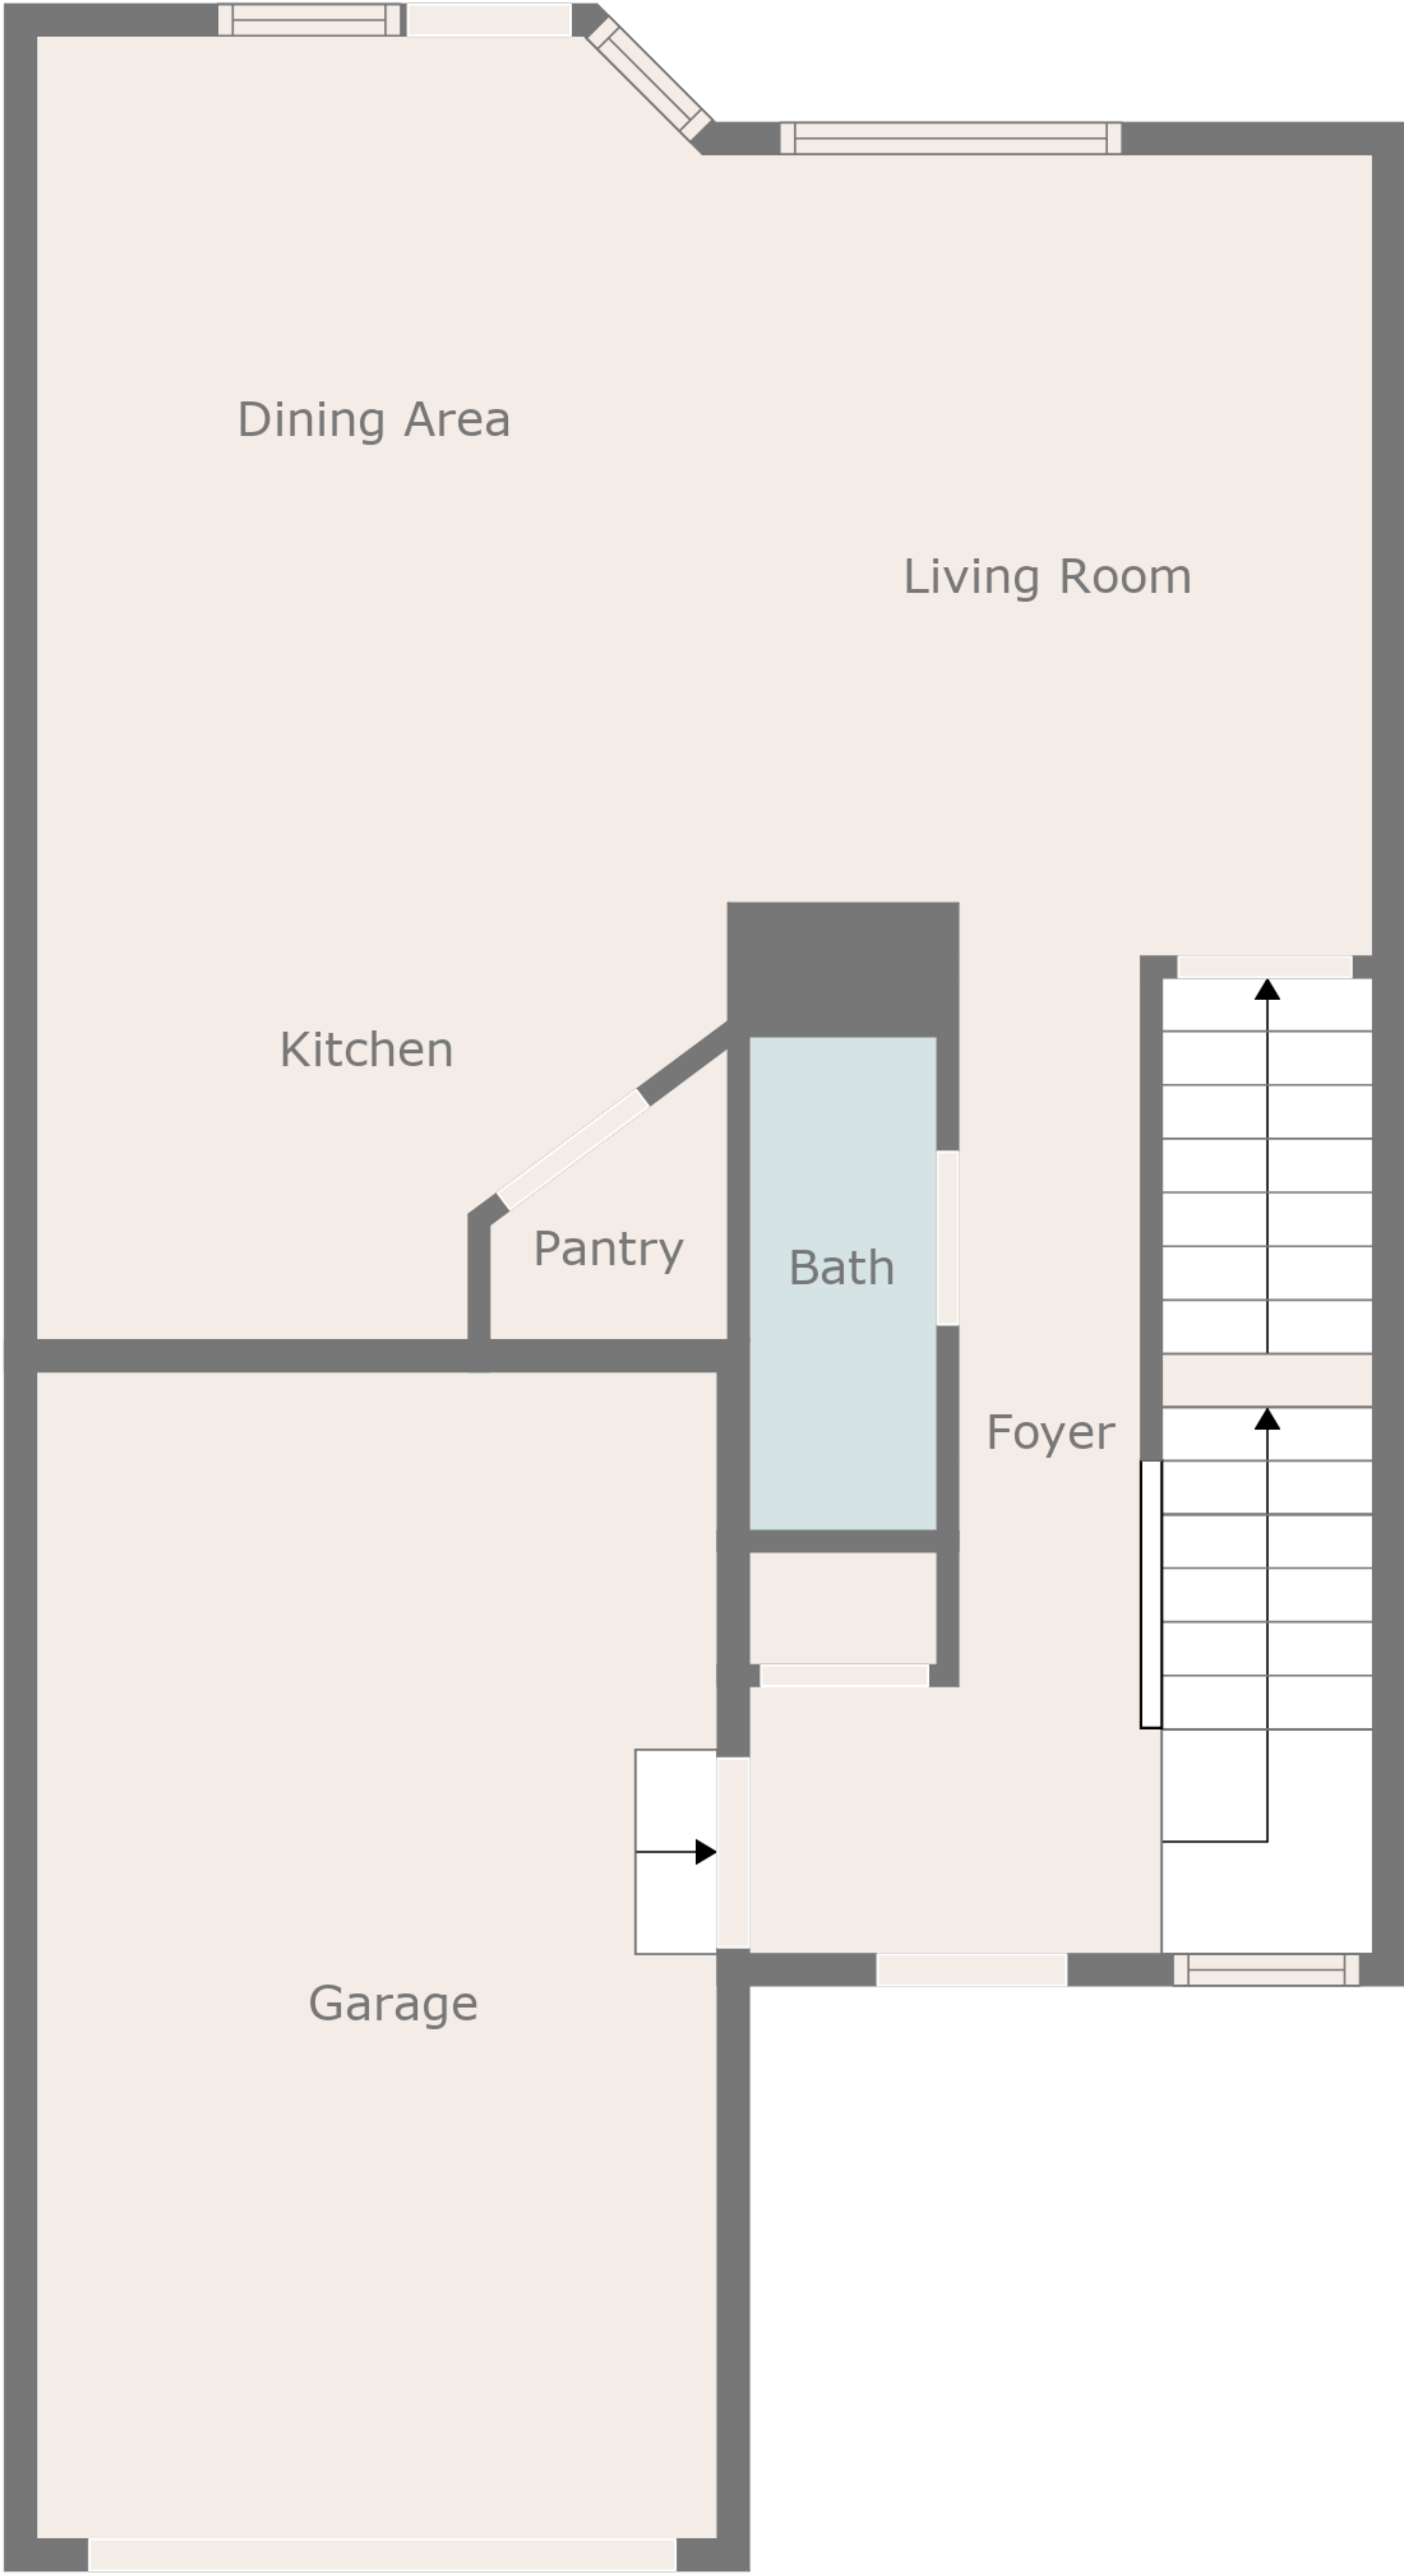 Dining Area
Living Room
Kitchen
Pantry
Bath
Foyer
Garage